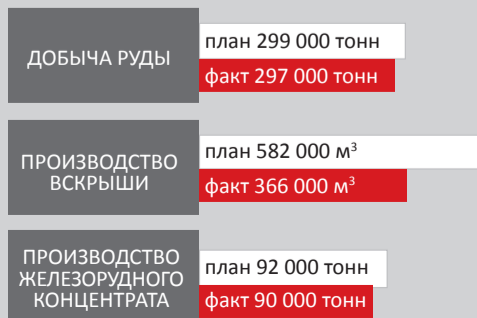 ДОБЫЧА РУДЫ
план 299 000 тонн
факт 297 000 тонн
ПРОИЗВОДСТВО
ВСКРЫШИ
план 582 000 м³
факт 366 000 м³
ПРОИЗВОДСТВО
ЖЕЛЕЗОРУДНОГО
КОНЦЕНТРАТА
план 92 000 тонн
факт 90 000 тонн